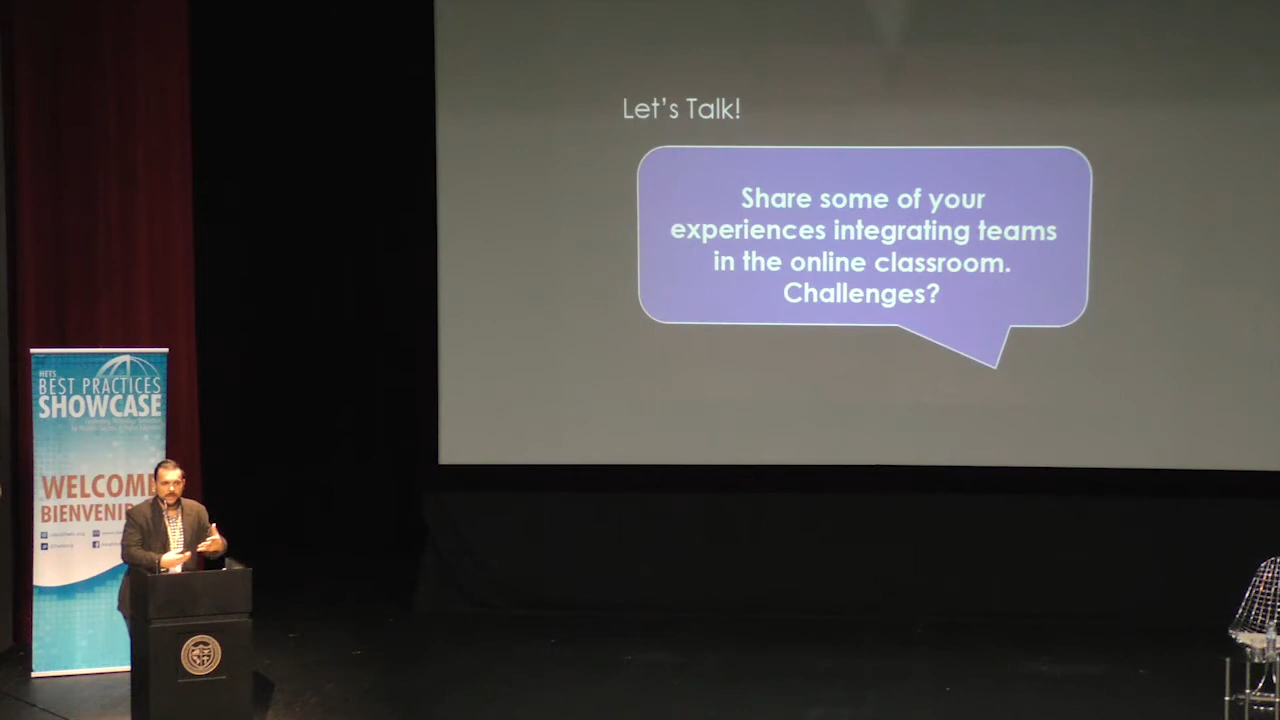 Let's Talk!
Share some of your
experiences integrating teams
in the online classroom.
Challenges?
HETS
BEST PRACTICES
SHOWCASE
WELCOME
BIENVENI